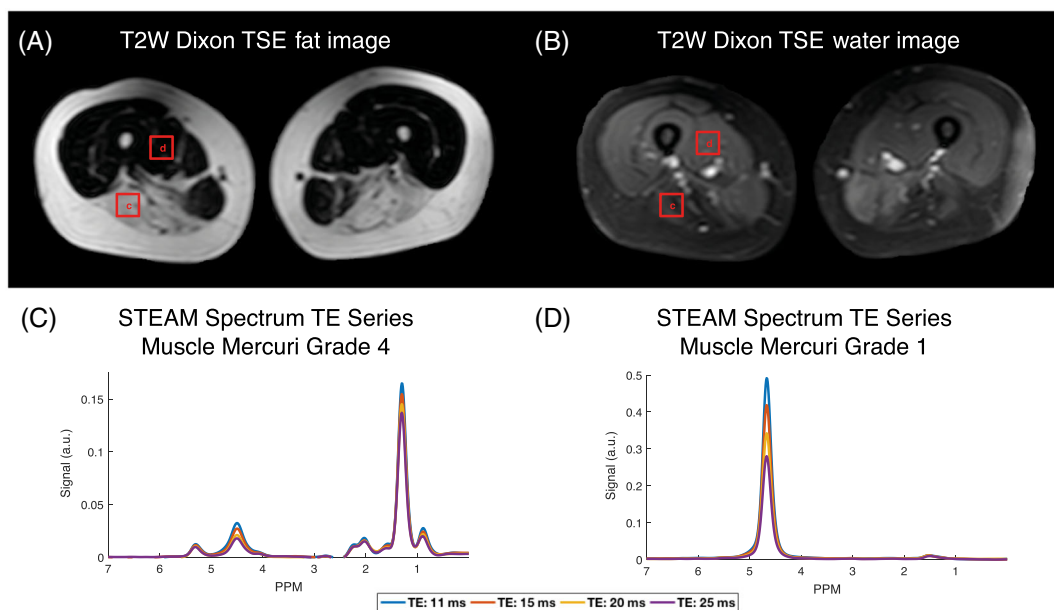 (A)
T2W Dixon TSE fat image
d
c
(B)
T2W Dixon TSE water image
d
c
(C)
STEAM Spectrum TE Series
Muscle Mercuri Grade 4
Signal (a.u.)
0.15
0.1
0.05
0
7 6 5 4 3 2 1
PPM
(D)
STEAM Spectrum TE Series
Muscle Mercuri Grade 1
Signal (a.u.)
0.5
0.4
0.3
0.2
0.1
0
7 6 5 4 3 2 1
PPM
TE: 11 ms TE: 15 ms TE: 20 ms TE: 25 ms